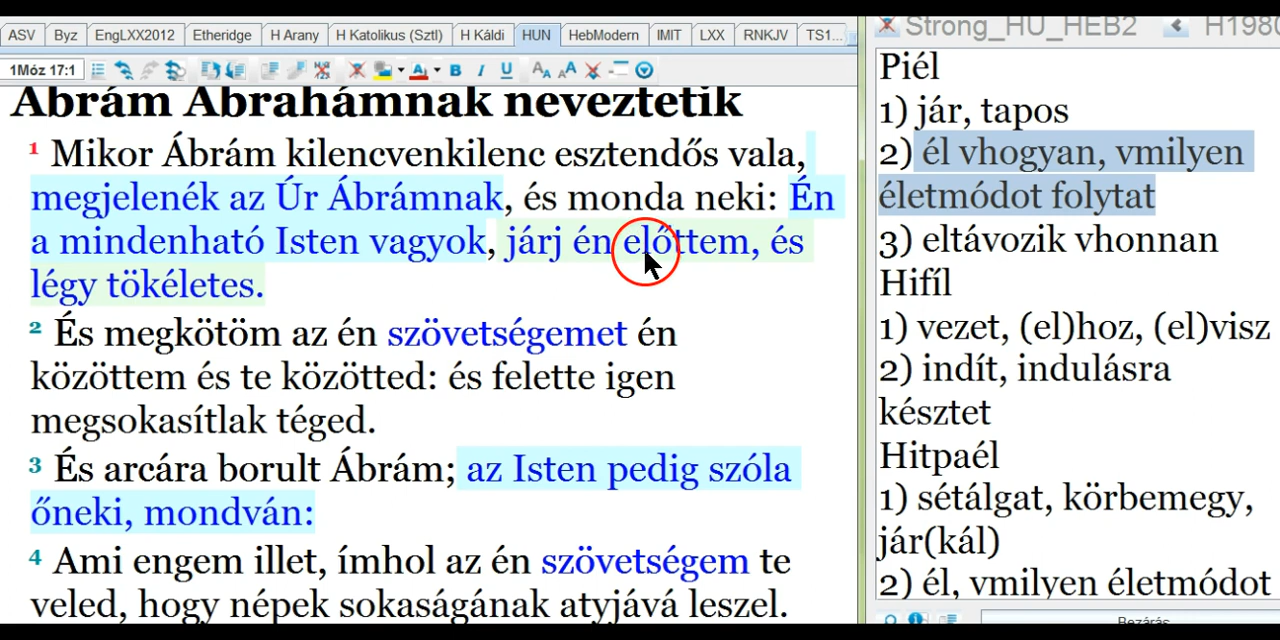 ASV Byz EngLXX2012 Etheridge H Arany H Katolikus (Sztl) H Káldi HUN HebModern IMIT LXX RNKJV TS1...
1Móz 17:1
Ábrám Ábrahámnak neveztetik
1 Mikor Ábrám kilencvenkilenc esztendős vala,
megjelenék az Úr Ábrámnak, és monda neki: Én
a mindenható Isten vagyok, járj én előttem, és
légy tökéletes.
2 És megkötöm az én szövetségemet én
közöttem és te közötted: és felette igen
megsokasítlak téged.
3 És arcára borult Ábrám; az Isten pedig szóla
őneki, mondván:
4 Ami engem illet, ímhol az én szövetségem te
veled, hogy népek sokaságának atyjává leszel.
Strong_HU_HEB2 H1980
Piél
1) jár, tapos
2) él vhogyan, vmilyen
életmódot folytat
3) eltávozik vhonnan
Hifíl
1) vezet, (el)hoz, (el)visz
2) indít, indulásra
késztet
Hitpaél
1) sétálgat, körbemegy,
jár(kál)
2) él, vmilyen életmódot
Bezárás